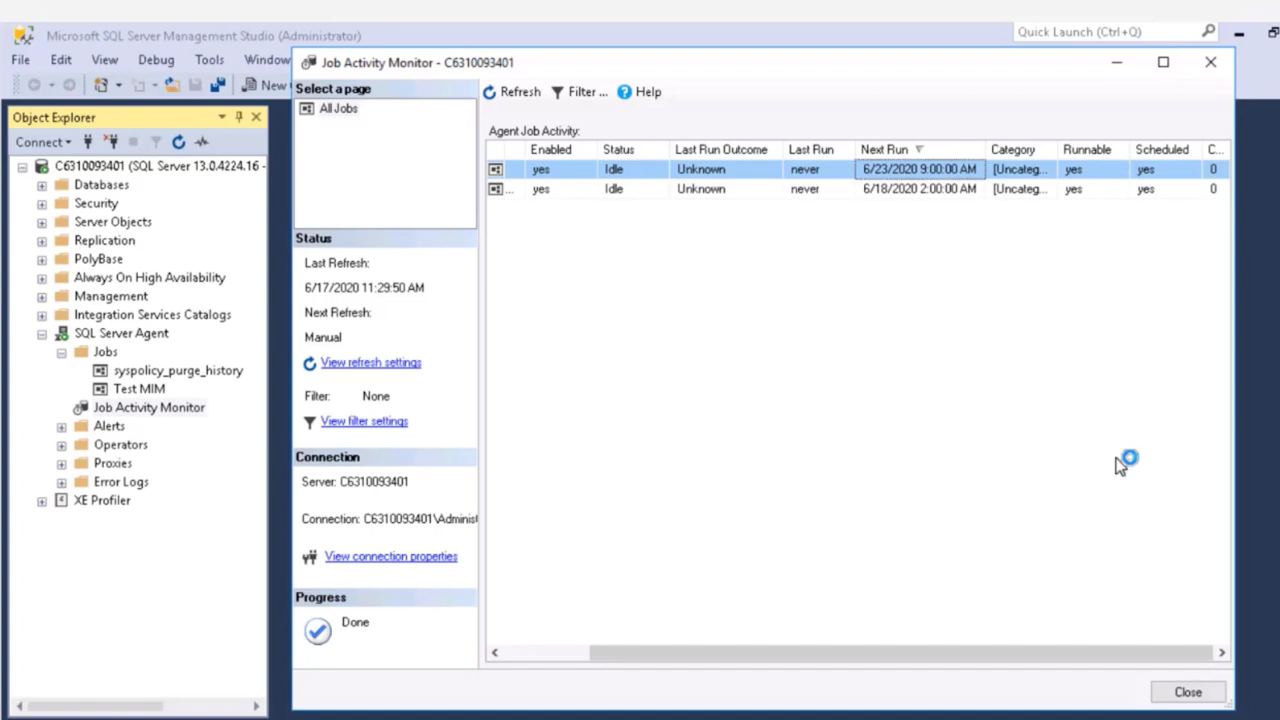 Microsoft SQL Server Management Studio (Administrator)
Quick Launch (Ctrl+Q)
File Edit View Debug Tools Window
New
Object Explorer
Connect
C6310093401 (SQL Server 13.0.4224.16 -
Databases
Security
Server Objects
Replication
PolyBase
Always On High Availability
Management
Integration Services Catalogs
SQL Server Agent
Jobs
syspolicy_purge_history
Test MIM
Job Activity Monitor
Alerts
Operators
Proxies
Error Logs
XE Profiler
Job Activity Monitor - C6310093401
Select a page
All Jobs
Status
Last Refresh:
6/17/2020 11:29:50 AM
Next Refresh:
Manual
View refresh settings
Filter: None
View filter settings
Connection
Server: C6310093401
Connection: C6310093401\Adminis
View connection properties
Progress
Done
Refresh Filter ... Help
Agent Job Activity:
Enabled Status Last Run Outcome Last Run Next Run Category Runnable Scheduled C...
yes Idle Unknown never 6/23/2020 9:00:00 AM [Uncateg... yes yes 0
... yes Idle Unknown never 6/18/2020 2:00:00 AM [Uncateg... yes yes 0
Close